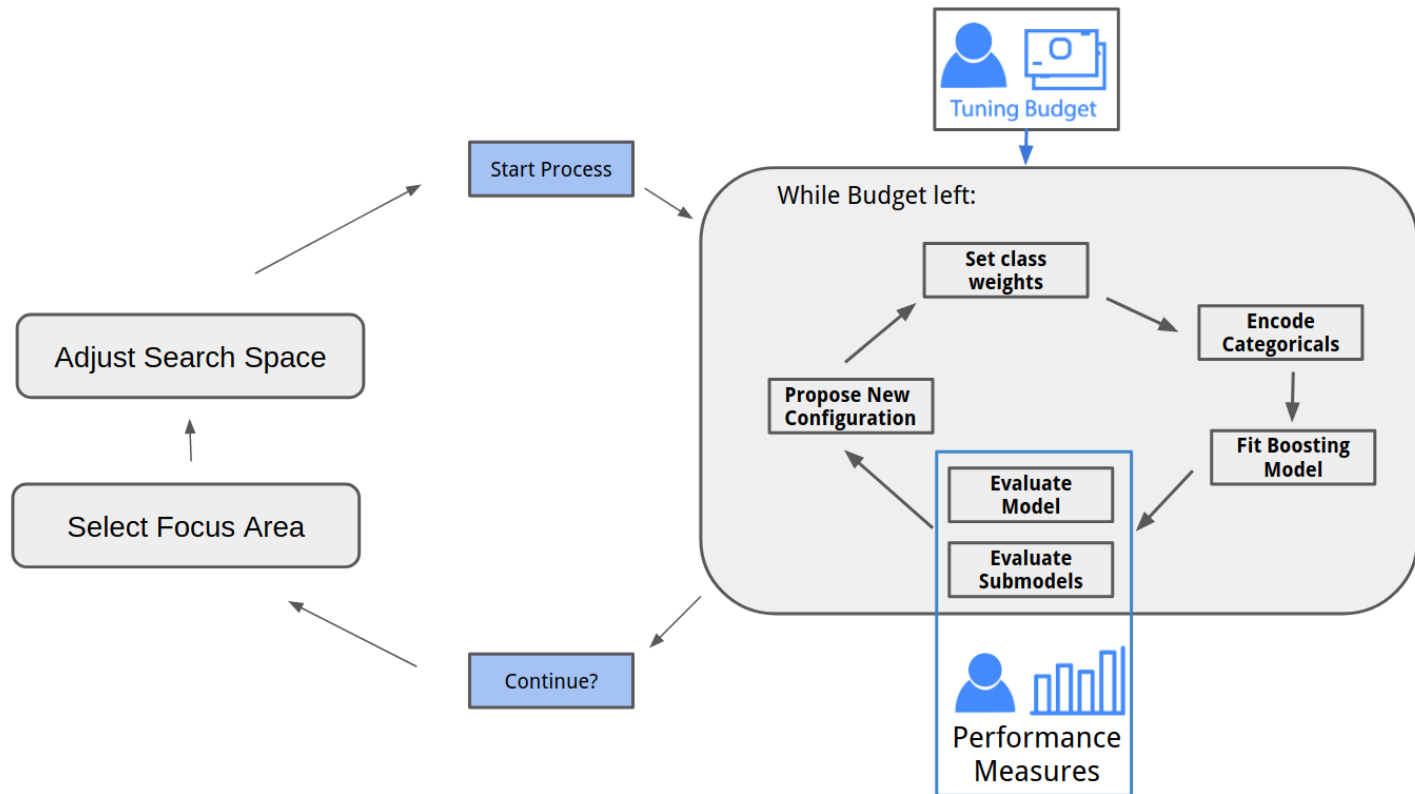 Tuning Budget
Start Process
While Budget left:
Set class
weights
Encode
Categoricals
Adjust Search Space
Propose New
Configuration
Fit Boosting
Model
Evaluate
Model
Select Focus Area
Evaluate
Submodels
Continue?
Performance
Measures